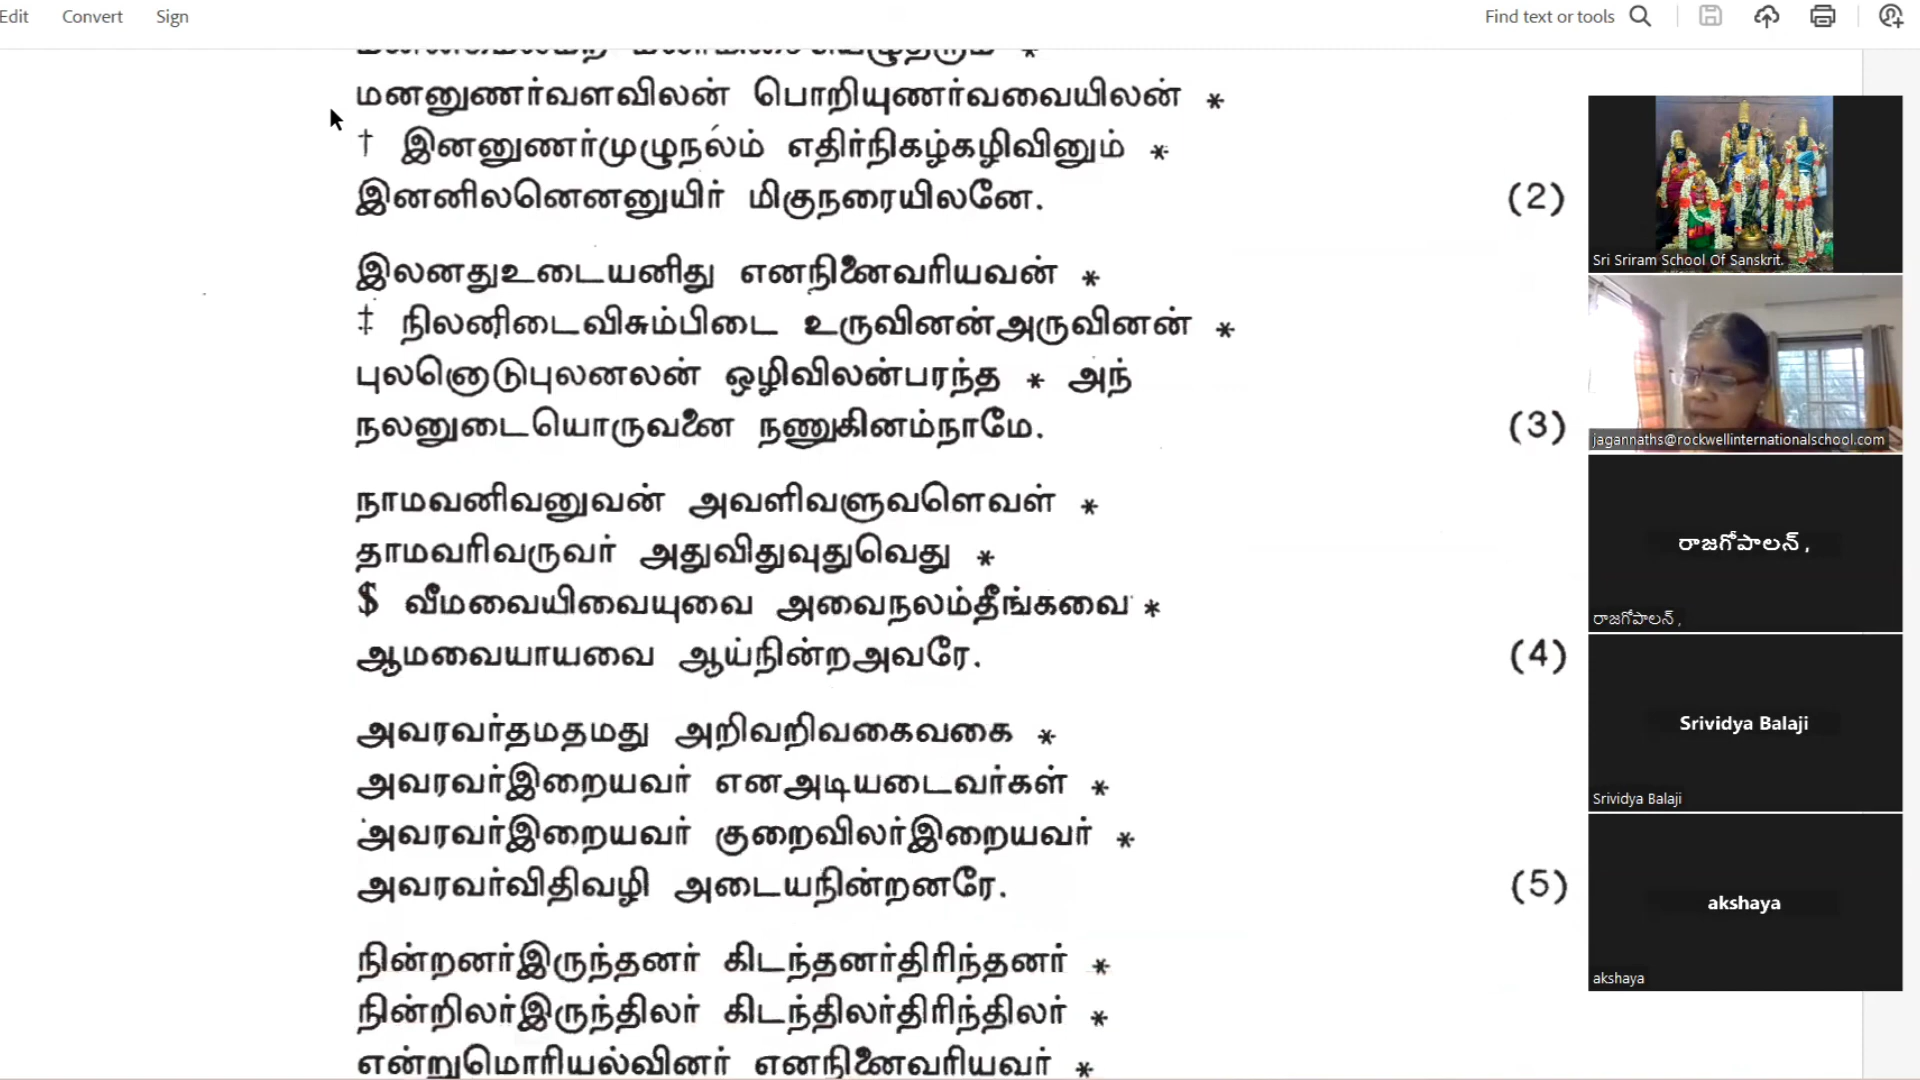 Edit Convert Sign Find text or tools
மனனுணர்வளவிலன் பொறியுணர்வவையிலன் *
† இனனுணர்முழுநலம் எதிர்நிகழ்கழிவினும் *
இனனிலனெனனுயிர் மிகுநரையிலனே. (2)
இலனதுஉடையனிது எனநினைவரியவன் *
‡ நிலனிடைவிசும்பிடை உருவினன்அருவினன் *
புலனொடுபுலனலன் ஒழிவிலன்பரந்த * அந்
நலனுடையொருவனை நணுகினம்நாமே. (3)
நாமவனிவனுவன் அவளிவளுவளெவள் *
தாமவரிவருவர் அதுவிதுவுதுவெது *
$ வீமவையிவையுவை அவைநலம்தீங்கவை *
ஆமவையாயவை ஆய்நின்றஅவரே. (4)
அவரவர்தமதமது அறிவறிவகைவகை *
அவரவர்இறையவர் எனஅடியடைவர்கள் *
அவரவர்இறையவர் குறைவிலர்இறையவர் *
அவரவர்விதிவழி அடையநின்றனரே. (5)
நின்றனர்இருந்தனர் கிடந்தனர்திரிந்தனர் *
நின்றிலர்இருந்திலர் கிடந்திலர்திரிந்திலர் *
என்றுமொரியல்வினர் எனநினைவரியவர் *
Sri Sriram School Of Sanskrit.
jagannaths@rockwellinternationalschool.com
రాజగోపాలన్ ,
రాజగోపాలన్ ,
Srividya Balaji
Srividya Balaji
akshaya
akshaya